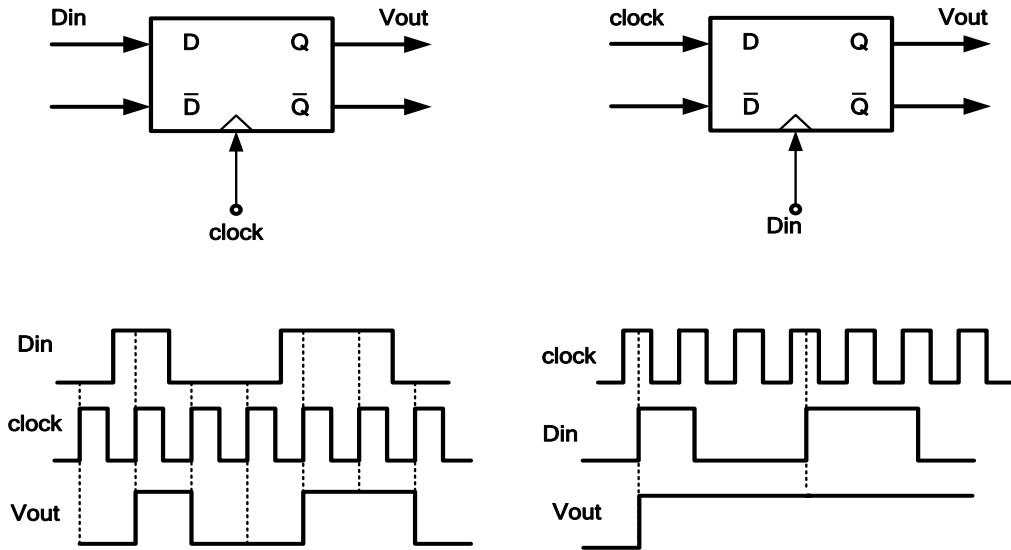 Din
Vout
D
Q
D̅
Q̅
clock
clock
Vout
D
Q
D̅
Q̅
Din
Din
clock
Vout
clock
Din
Vout